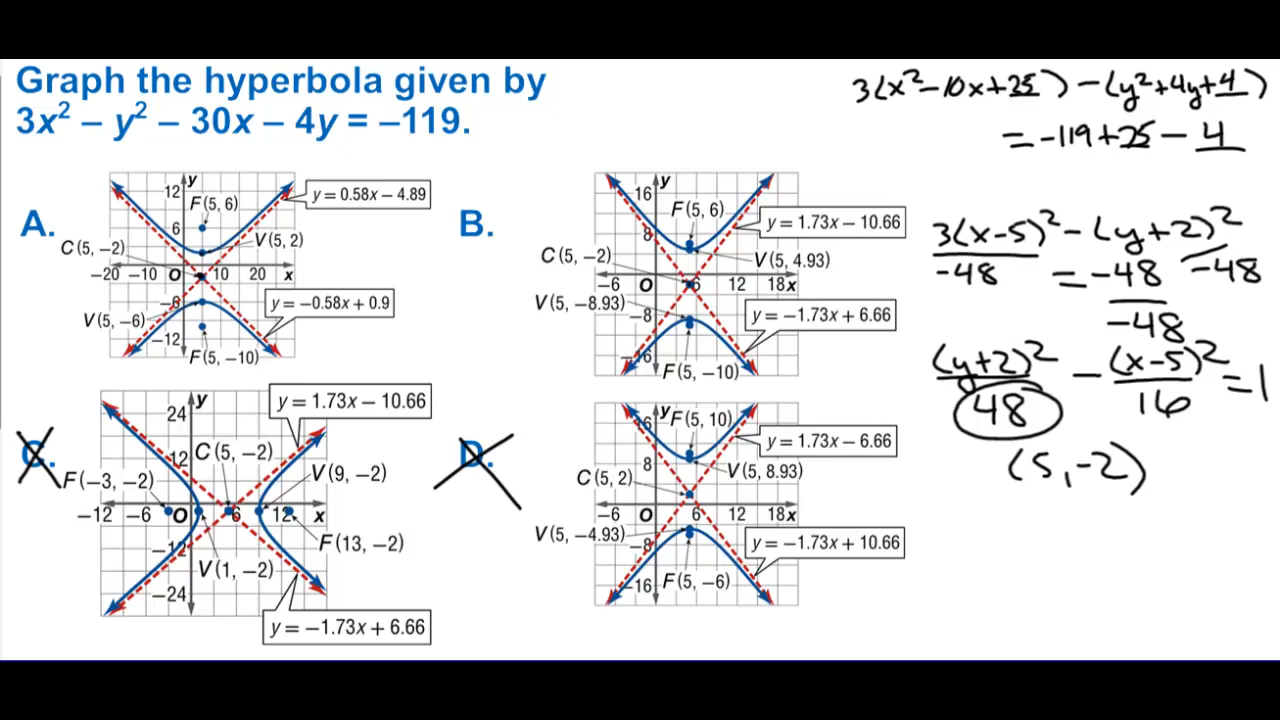 Graph the hyperbola given by
3x² – y² – 30x – 4y = –119.
3(x²-10x+25) - (y²+4y+4)
= -119+25 - 4
A.
y
12
y = 0.58x – 4.89
F(5, 6)
6
C(5, –2)
V(5, 2)
–20 –10 O 10 20 x
–6
y = –0.58x + 0.9
V(5, –6)
–12
F(5, –10)
B.
y
16
F(5, 6)
y = 1.73x – 10.66
8
C(5, –2)
V(5, 4.93)
–6 O 6 12 18 x
V(5, –8.93)
–8
y = –1.73x + 6.66
–16
F(5, –10)
3(x-5)² - (y+2)²
-48 = -48 -48
-48
(y+2)² - (x-5)² = 1
48 16
(5, -2)
C.
y
24
y = 1.73x – 10.66
C(5, –2)
12
F(–3, –2)
V(9, –2)
–12 –6 O 6 12 x
–12
F(13, –2)
V(1, –2)
–24
y = –1.73x + 6.66
D.
y
16
F(5, 10)
y = 1.73x – 6.66
8
C(5, 2)
V(5, 8.93)
–6 O 6 12 18 x
V(5, –4.93)
–8
y = –1.73x + 10.66
–16
F(5, –6)